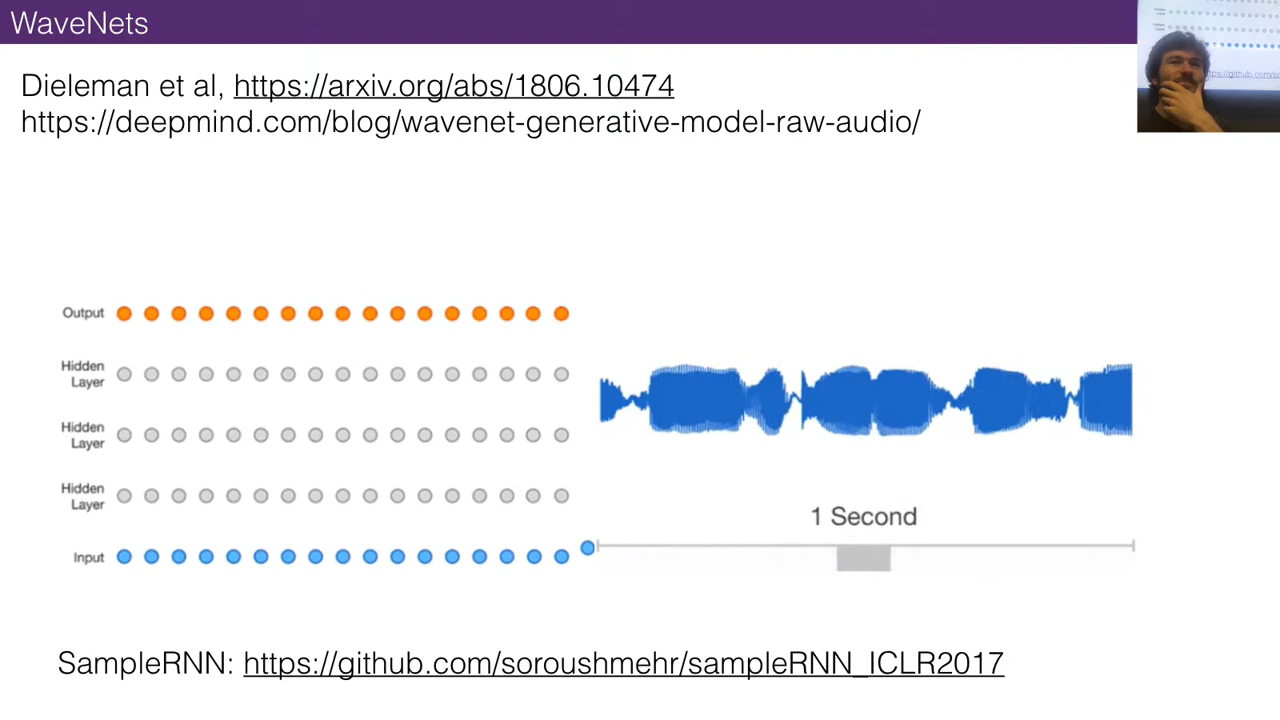 WaveNets
Dieleman et al, https://arxiv.org/abs/1806.10474
https://deepmind.com/blog/wavenet-generative-model-raw-audio/
Output
Hidden
Layer
Hidden
Layer
Hidden
Layer
Input
1 Second
SampleRNN: https://github.com/soroushmehr/sampleRNN_ICLR2017